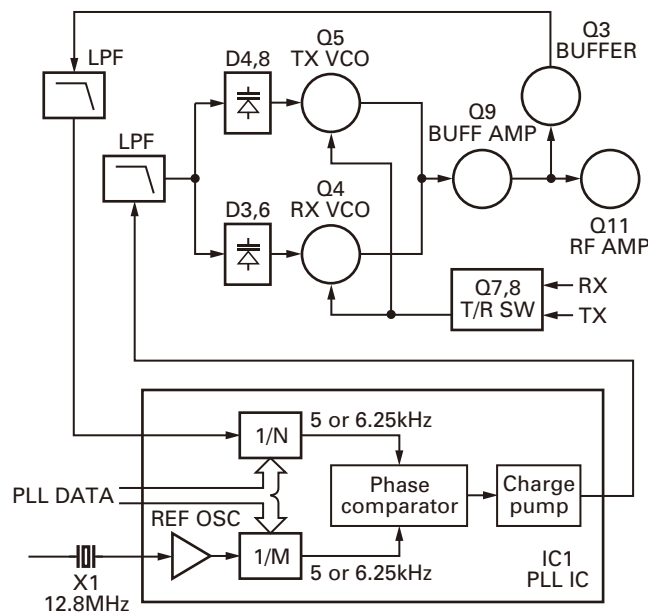 Q3
BUFFER
LPF
Q5
TX VCO
D4,8
Q9
BUFF AMP
LPF
Q4
RX VCO
D3,6
Q11
RF AMP
Q7,8
T/R SW
RX
TX
5 or 6.25kHz
1/N
PLL DATA
Phase
comparator
Charge
pump
REF OSC
1/M
5 or 6.25kHz
X1
12.8MHz
IC1
PLL IC